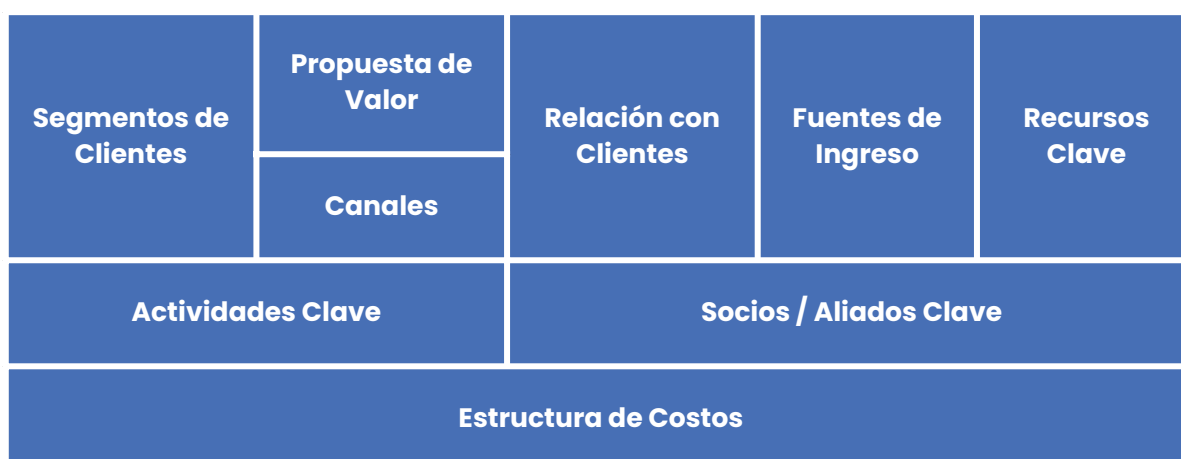 Segmentos de
Clientes
Propuesta de
Valor
Canales
Relación con
Clientes
Fuentes de
Ingreso
Recursos
Clave
Actividades Clave
Socios / Aliados Clave
Estructura de Costos